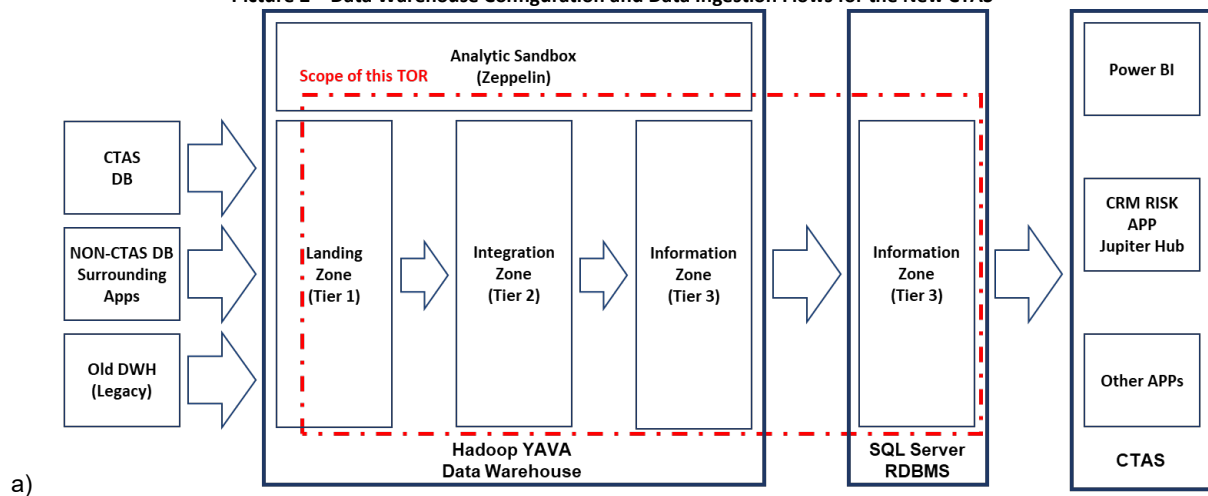 Picture 2 – Data Warehouse Configuration and Data Ingestion Flows for the New CTAS
Analytic Sandbox
(Zeppelin)
Scope of this TOR
Power BI
CTAS
DB
NON-CTAS DB
Surrounding
Apps
Old DWH
(Legacy)
Landing
Zone
(Tier 1)
Integration
Zone
(Tier 2)
Information
Zone
(Tier 3)
Information
Zone
(Tier 3)
CRM RISK
APP
Jupiter Hub
Other APPs
Hadoop YAVA
Data Warehouse
SQL Server
RDBMS
CTAS
a)